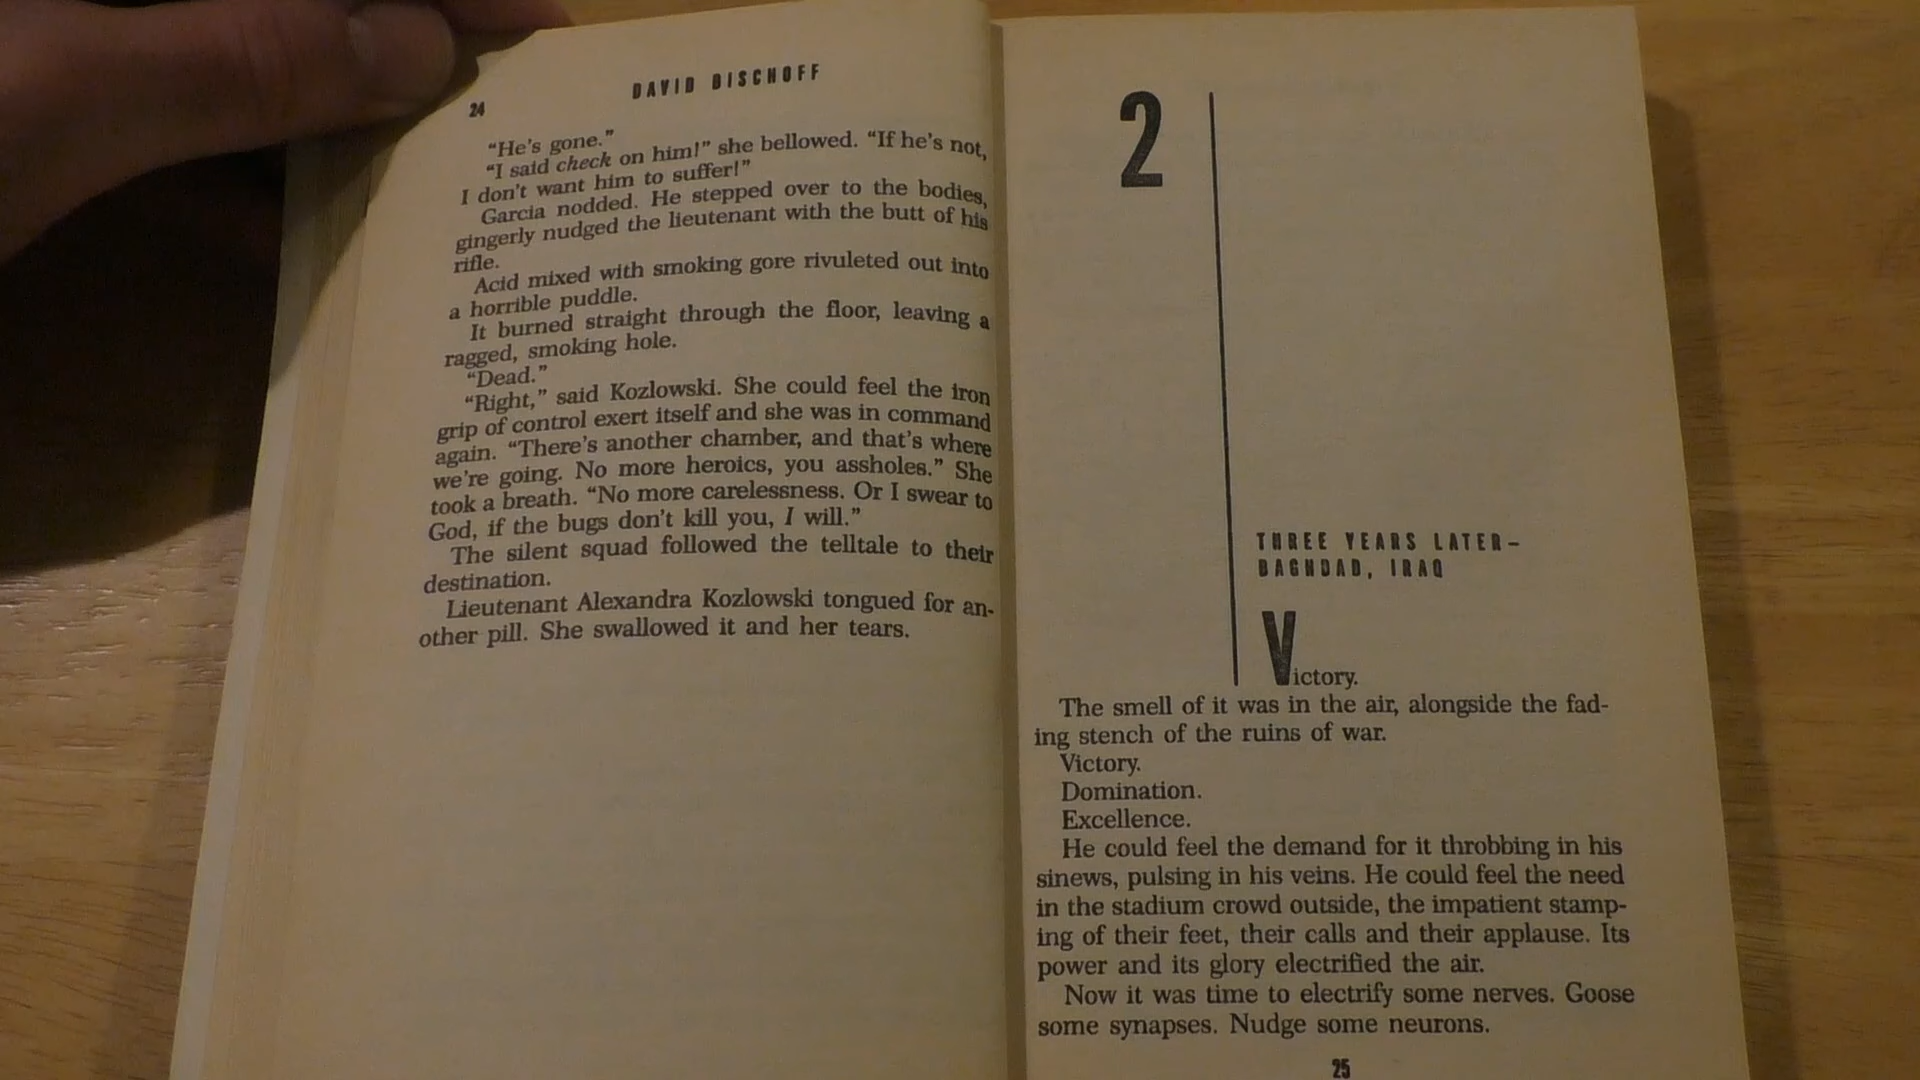 24
DAVID BISCHOFF
“He's gone.”
“I said check on him!” she bellowed. “If he's not,
I don't want him to suffer!”
Garcia nodded. He stepped over to the bodies,
gingerly nudged the lieutenant with the butt of his
rifle.
Acid mixed with smoking gore rivuleted out into
a horrible puddle.
It burned straight through the floor, leaving a
ragged, smoking hole.
“Dead.”
“Right,” said Kozlowski. She could feel the iron
grip of control exert itself and she was in command
again. “There's another chamber, and that's where
we're going. No more heroics, you assholes.” She
took a breath. “No more carelessness. Or I swear to
God, if the bugs don't kill you, I will.”
The silent squad followed the telltale to their
destination.
Lieutenant Alexandra Kozlowski tongued for an-
other pill. She swallowed it and her tears.
2
THREE YEARS LATER–
BAGHDAD, IRAQ
Victory.
The smell of it was in the air, alongside the fad-
ing stench of the ruins of war.
Victory.
Domination.
Excellence.
He could feel the demand for it throbbing in his
sinews, pulsing in his veins. He could feel the need
in the stadium crowd outside, the impatient stamp-
ing of their feet, their calls and their applause. Its
power and its glory electrified the air.
Now it was time to electrify some nerves. Goose
some synapses. Nudge some neurons.
25